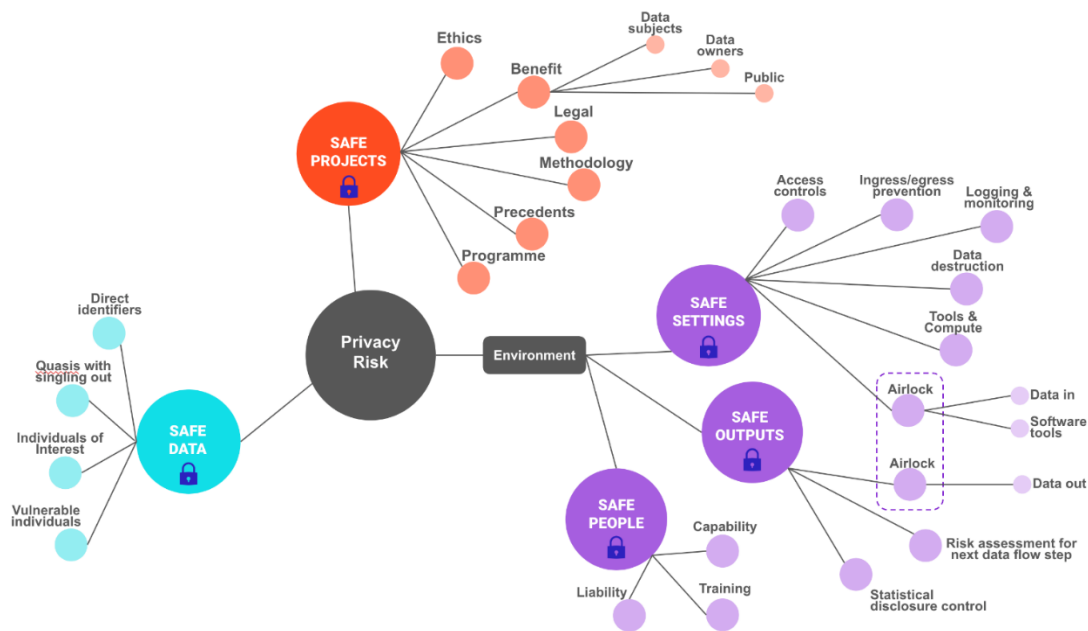 Ethics
Benefit
Data
subjects
Data
owners
Public
Legal
Methodology
Precedents
Programme
SAFE
PROJECTS
Access
controls
Ingress/egress
prevention
Logging &
monitoring
Data
destruction
Tools &
Compute
SAFE
SETTINGS
Privacy
Risk
Environment
Direct
identifiers
Quasis with
singling out
Individuals of
Interest
Vulnerable
individuals
SAFE
DATA
Airlock
Data in
Software
tools
SAFE
OUTPUTS
Airlock
Data out
Risk assessment for
next data flow step
Statistical
disclosure control
SAFE
PEOPLE
Capability
Training
Liability